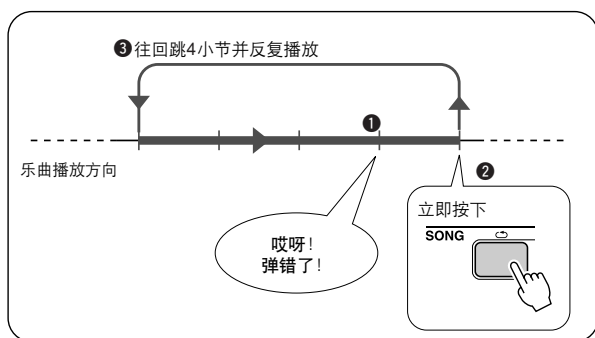 ❸往回跳4小节并反复播放
❶
乐曲播放方向
❷
立即按下
SONG
哎呀！
弹错了！